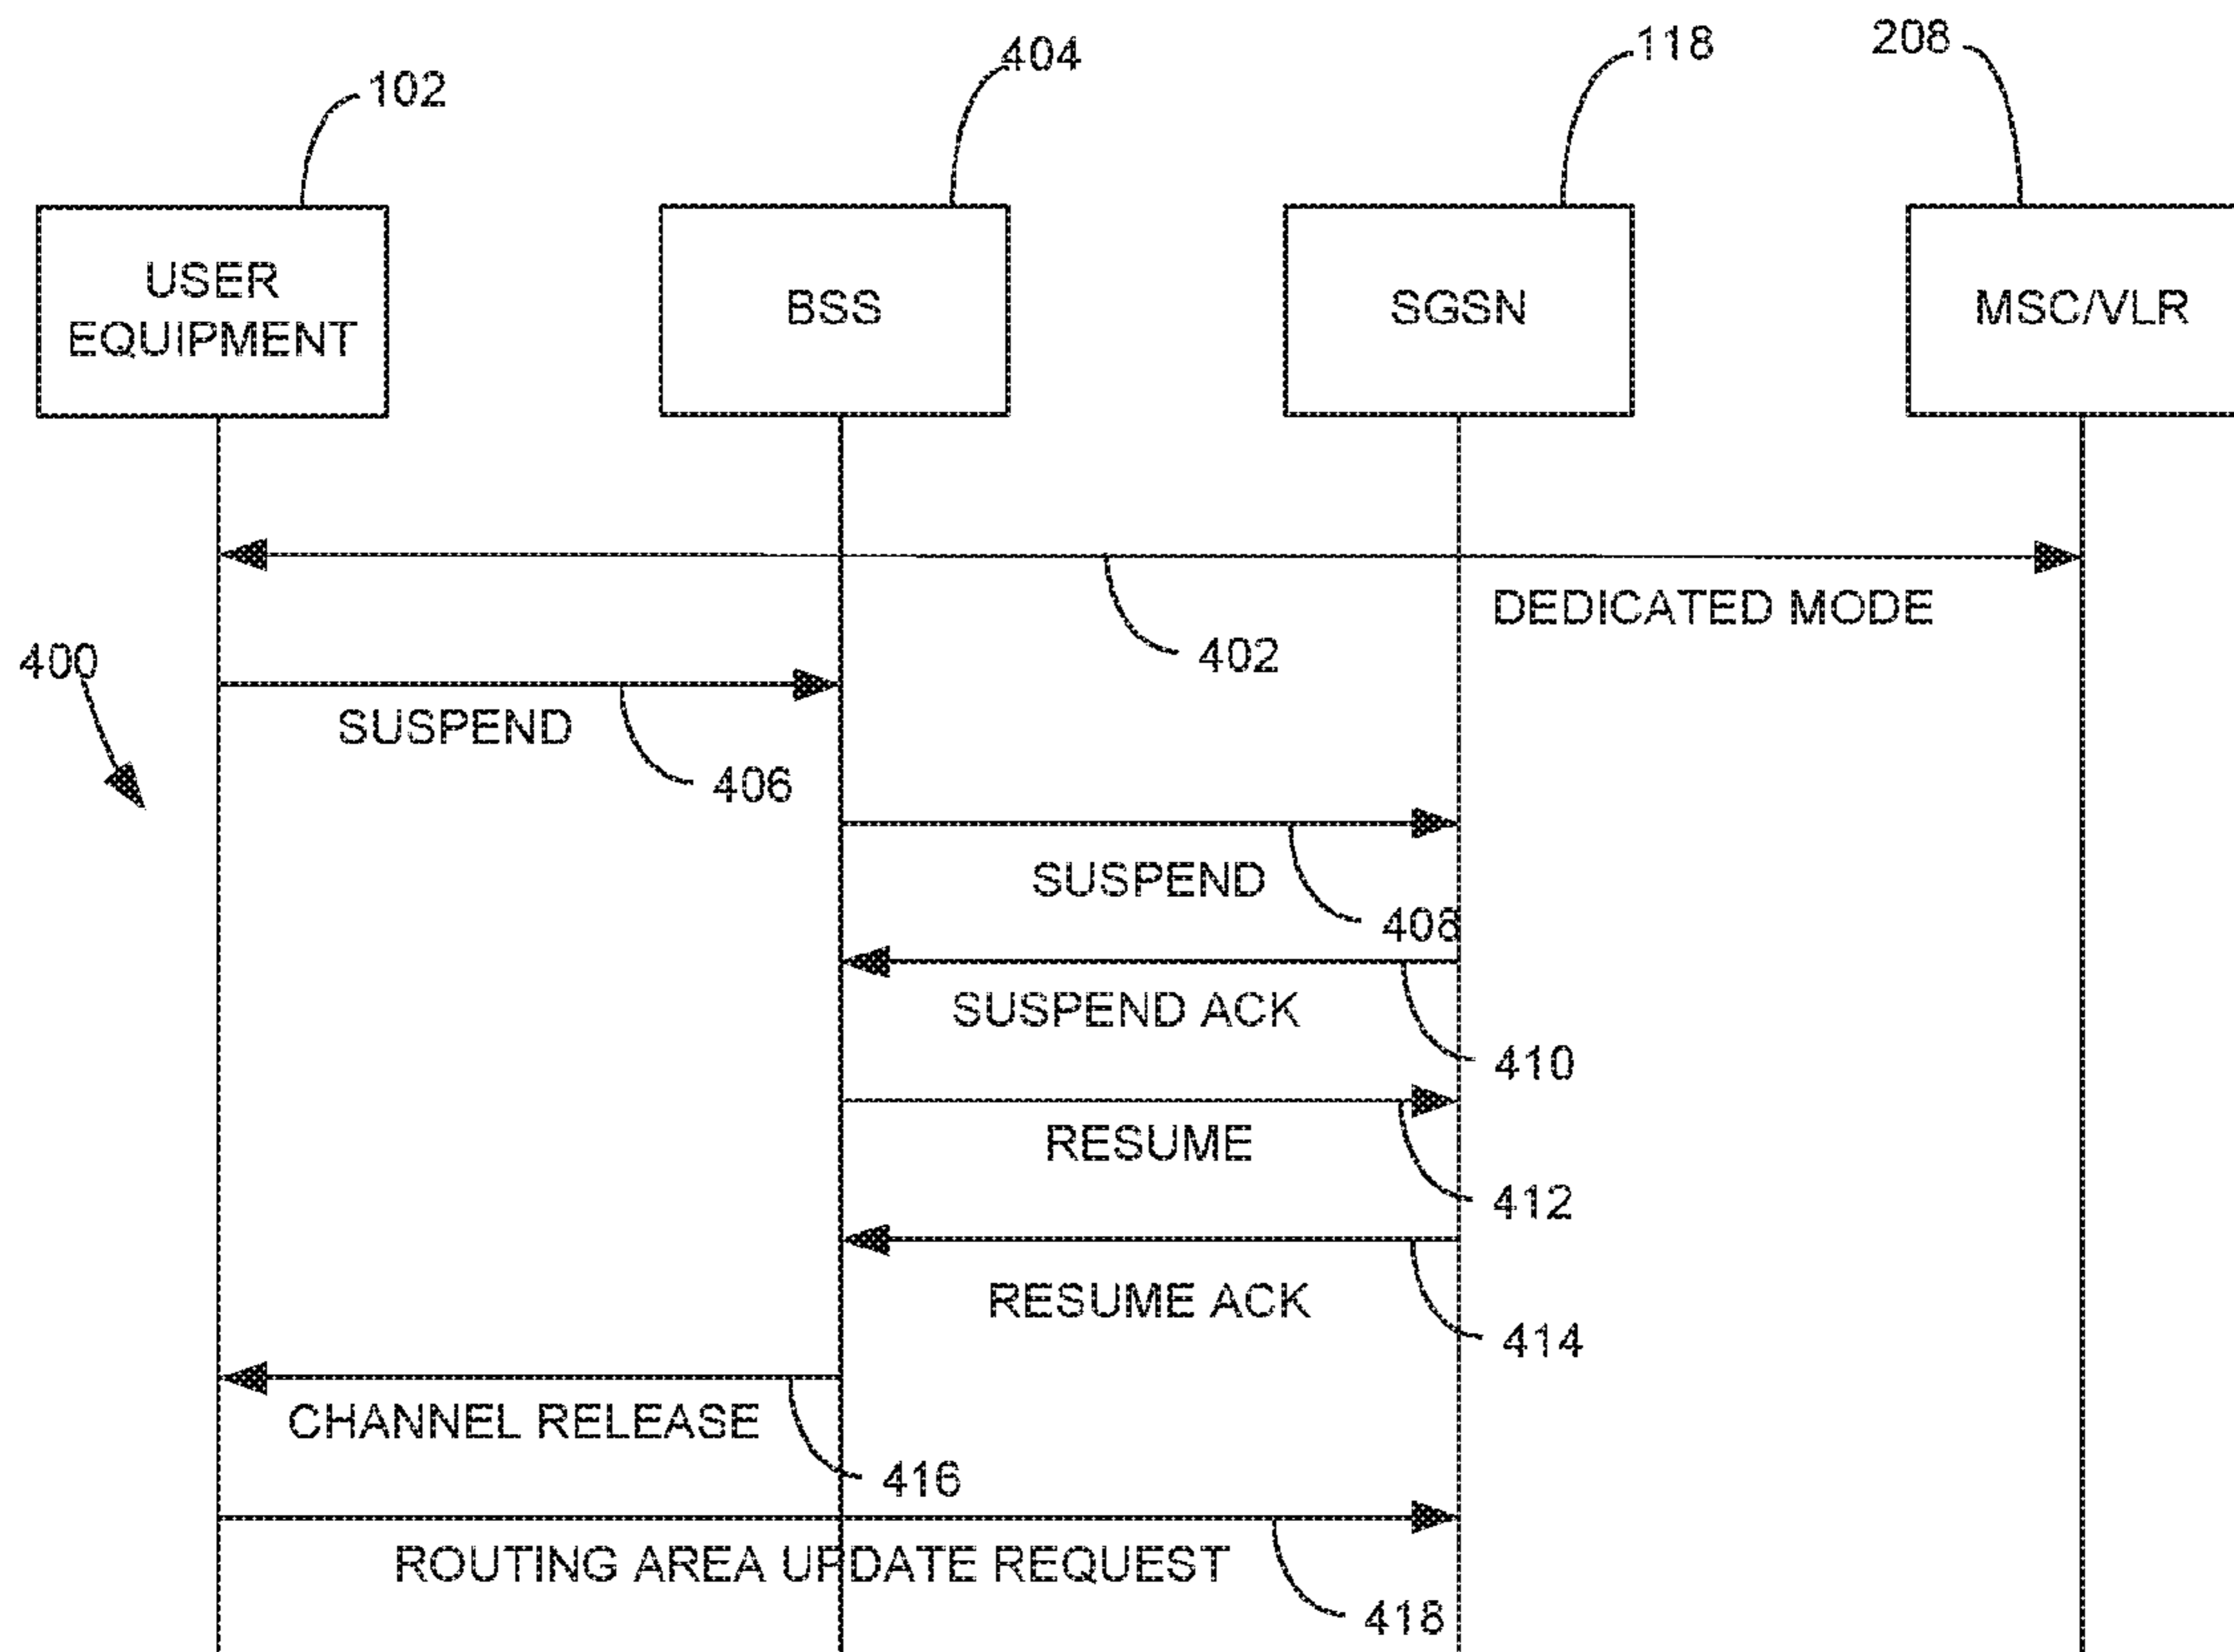 102
404
118
208
USER
EQUIPMENT
BSS
SGSN
MSC/VLR
DEDICATED MODE
402
400
SUSPEND
406
SUSPEND
408
SUSPEND ACK
410
RESUME
412
RESUME ACK
414
CHANNEL RELEASE
416
ROUTING AREA UPDATE REQUEST
418